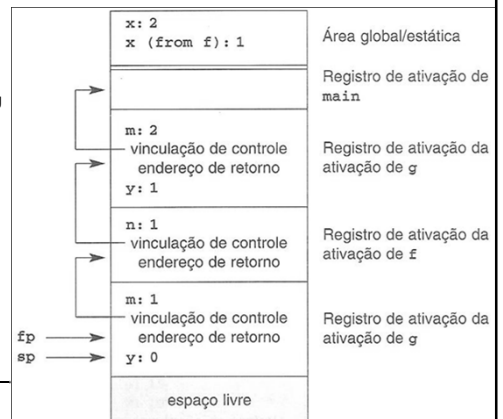 x: 2
x (from f): 1
Área global/estática
Registro de ativação de
main
m: 2
vinculação de controle
endereço de retorno
y: 1
Registro de ativação da
ativação de g
n: 1
vinculação de controle
endereço de retorno
Registro de ativação da
ativação de f
m: 1
vinculação de controle
endereço de retorno
y: 0
Registro de ativação da
ativação de g
fp
sp
espaço livre